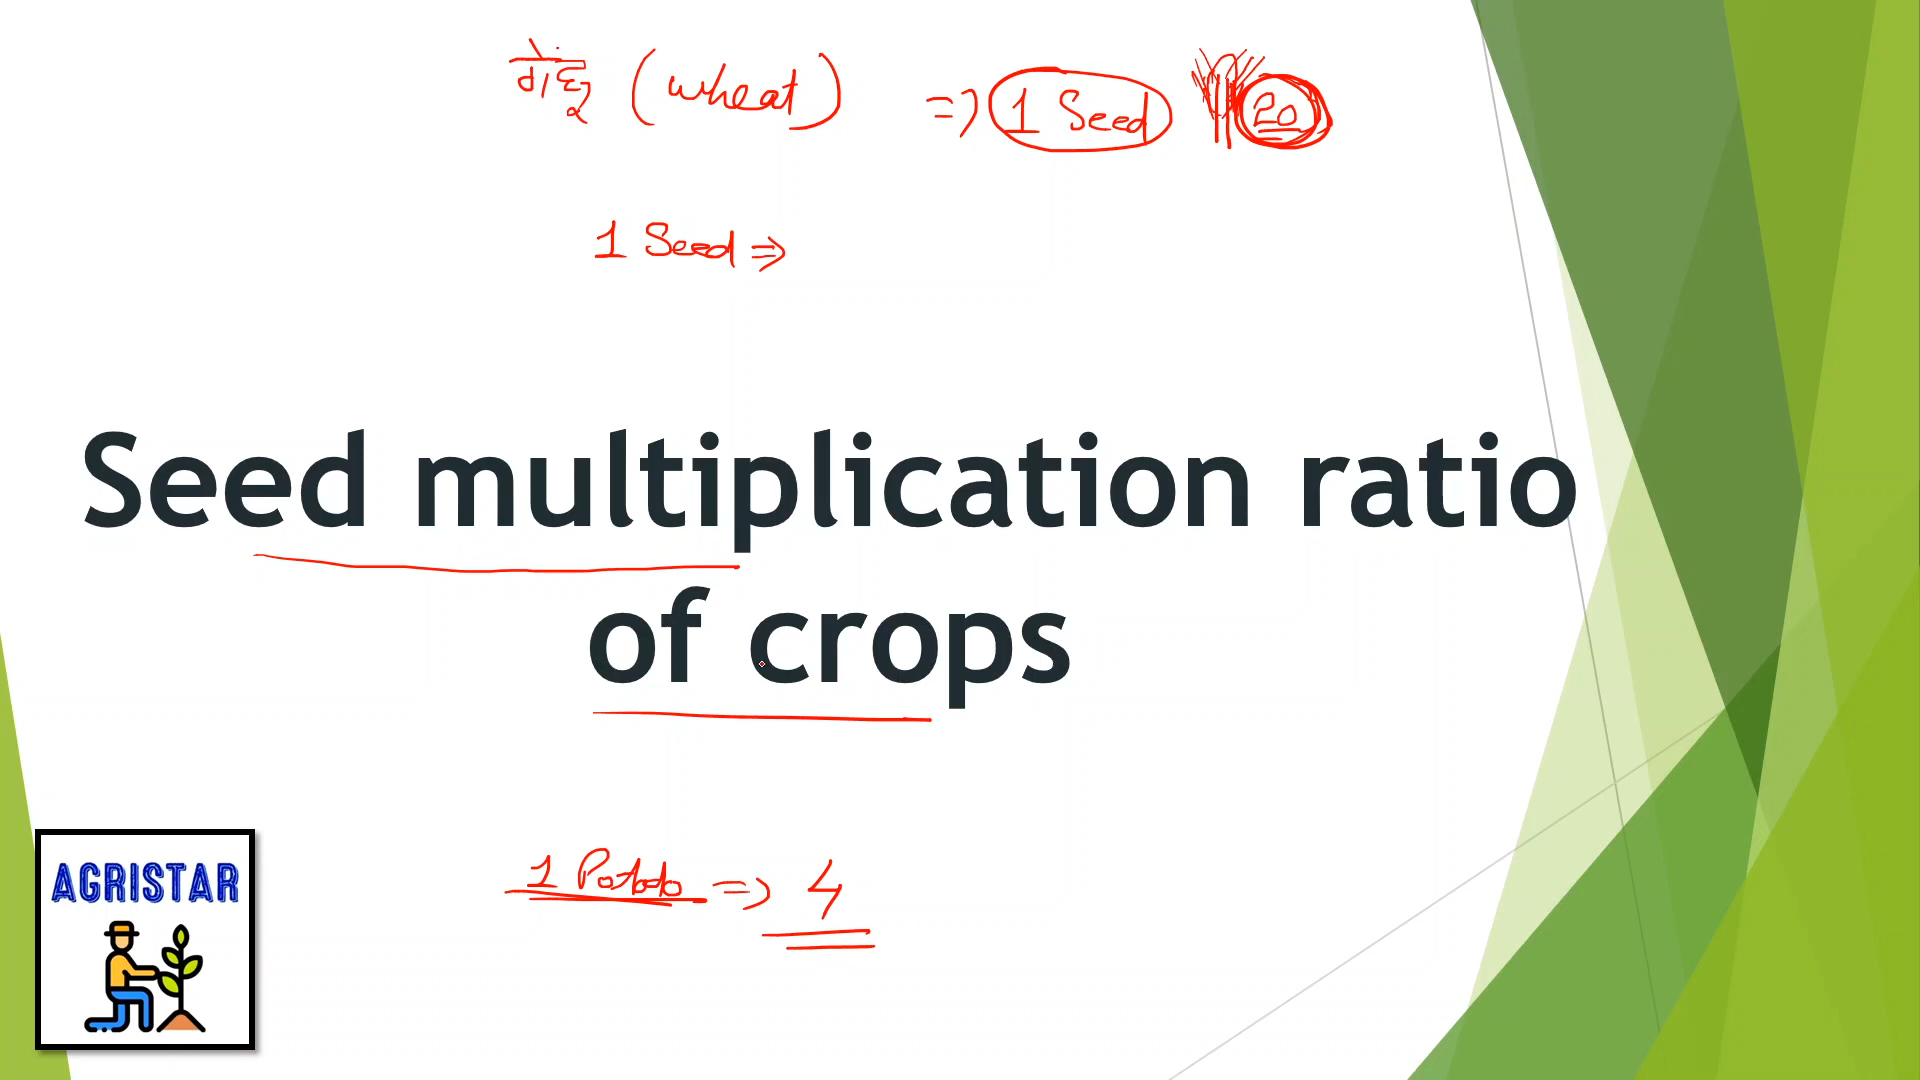 गेहूं (wheat) => 1 Seed 20
1 Seed =>
Seed multiplication ratio
of crops
1 Potato => 4
AGRISTAR